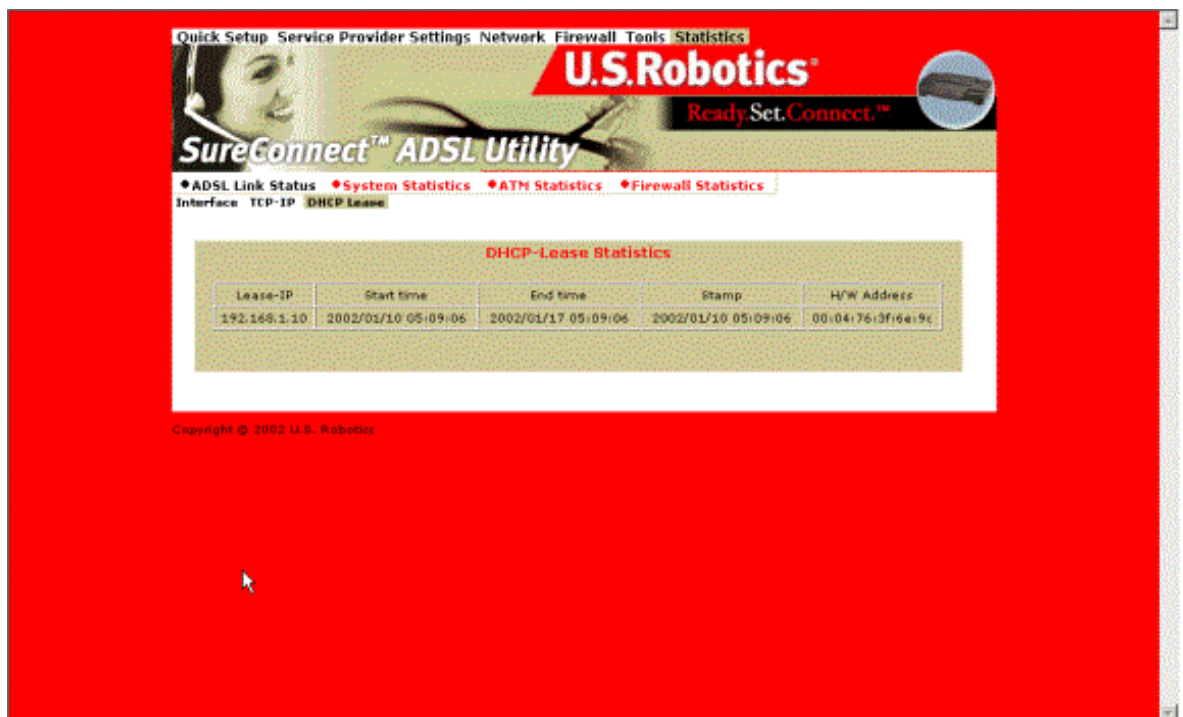 Quick Setup Service Provider Settings Network Firewall Tools Statistics
U.S.Robotics®
Ready.Set.Connect.™
SureConnect™ ADSL Utility
ADSL Link Status System Statistics ATM Statistics Firewall Statistics
Interface TCP-IP DHCP Lease
DHCP-Lease Statistics
Lease-IP Start time End time Stamp H/W Address
192.168.1.10 2002/01/10 05:09:06 2002/01/17 05:09:06 2002/01/10 05:09:06 00:04:76:3f:6e:9c
Copyright © 2002 U.S. Robotics